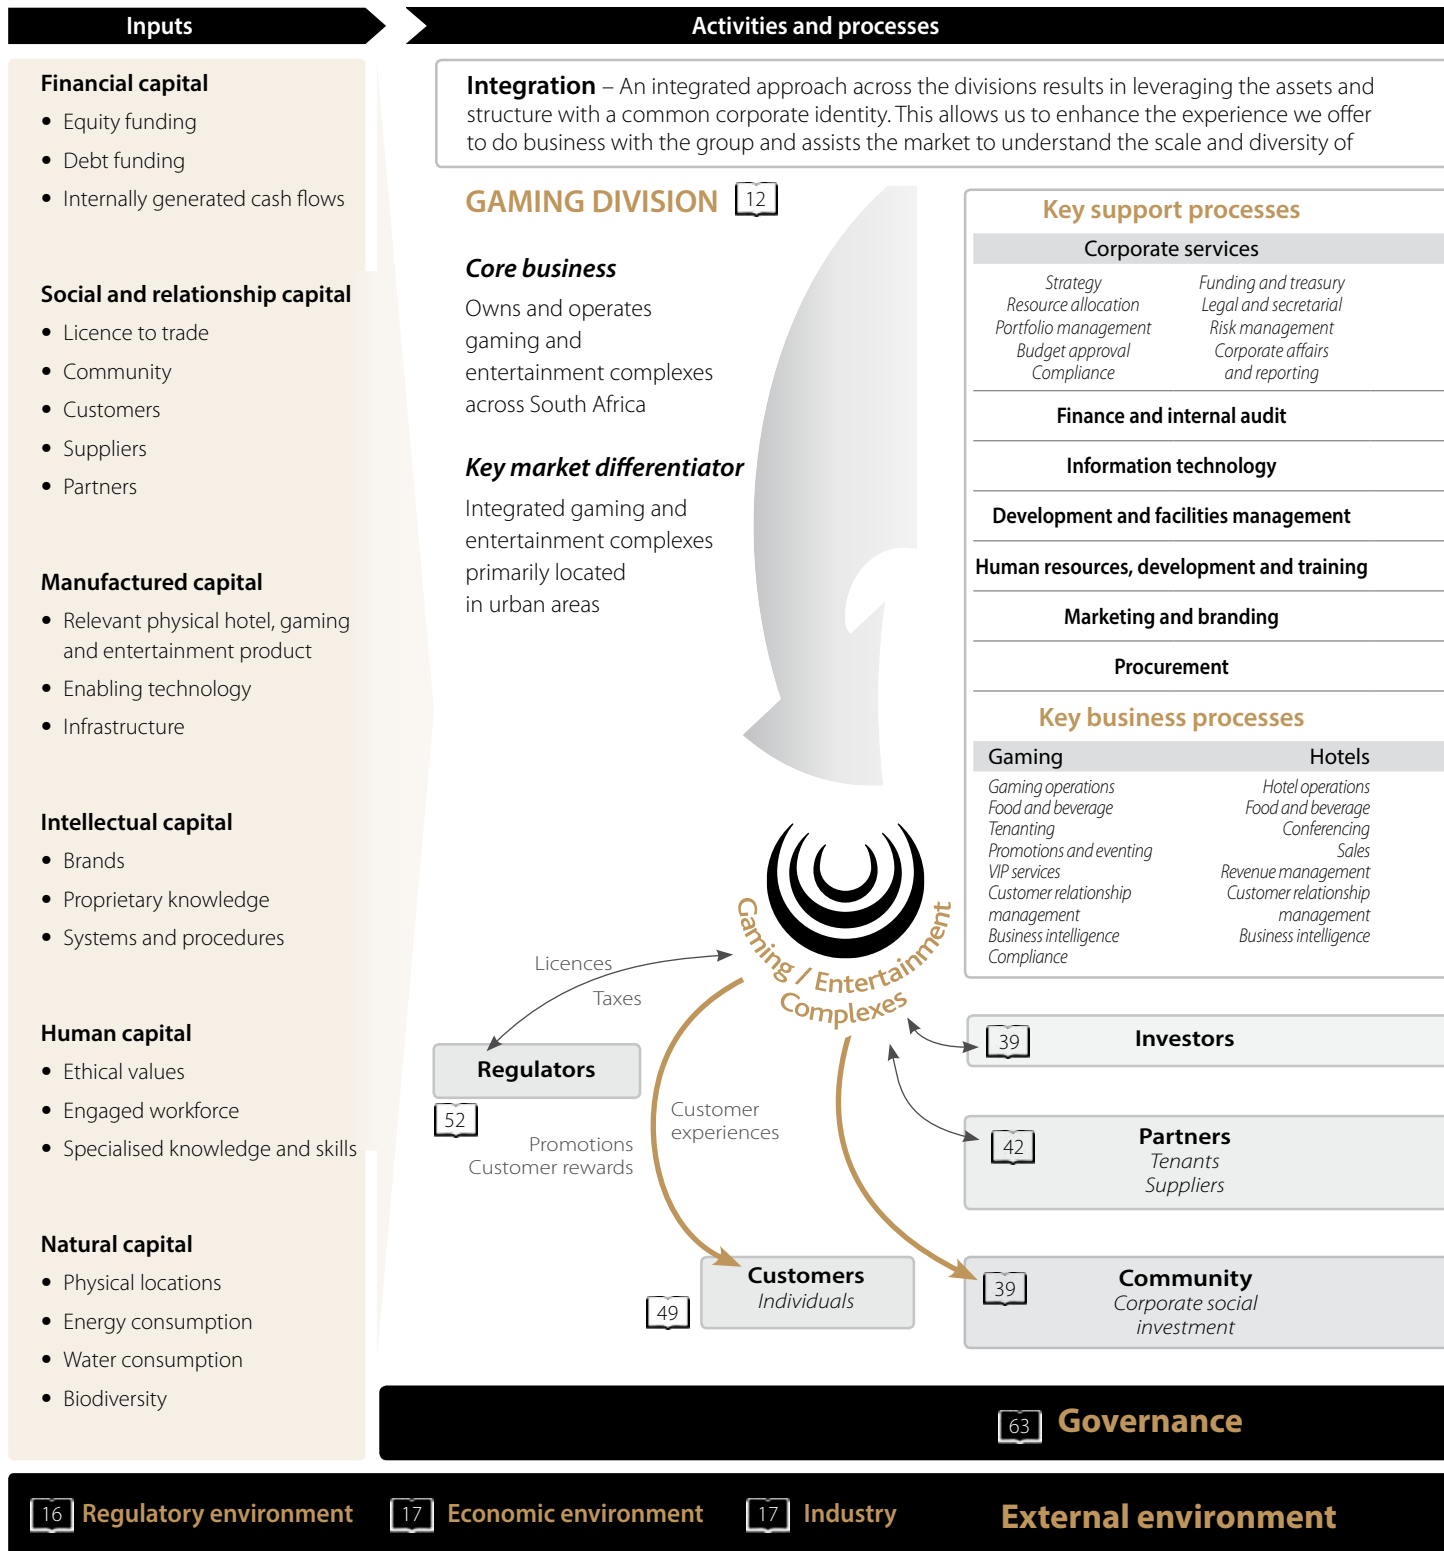 Inputs
Activities and processes
Financial capital
• Equity funding
• Debt funding
• Internally generated cash flows
Social and relationship capital
• Licence to trade
• Community
• Customers
• Suppliers
• Partners
Manufactured capital
• Relevant physical hotel, gaming
and entertainment product
• Enabling technology
• Infrastructure
Intellectual capital
• Brands
• Proprietary knowledge
• Systems and procedures
Human capital
• Ethical values
• Engaged workforce
• Specialised knowledge and skills
Natural capital
• Physical locations
• Energy consumption
• Water consumption
• Biodiversity
Integration – An integrated approach across the divisions results in leveraging the assets and
structure with a common corporate identity. This allows us to enhance the experience we offer
to do business with the group and assists the market to understand the scale and diversity of
GAMING DIVISION 12
Core business
Owns and operates
gaming and
entertainment complexes
across South Africa
Key market differentiator
Integrated gaming and
entertainment complexes
primarily located
in urban areas
Key support processes
Corporate services
Strategy
Resource allocation
Portfolio management
Budget approval
Compliance
Funding and treasury
Legal and secretarial
Risk management
Corporate affairs
and reporting
Finance and internal audit
Information technology
Development and facilities management
Human resources, development and training
Marketing and branding
Procurement
Key business processes
Gaming
Gaming operations
Food and beverage
Tenanting
Promotions and eventing
VIP services
Customer relationship
management
Business intelligence
Compliance
Hotels
Hotel operations
Food and beverage
Conferencing
Sales
Revenue management
Customer relationship
management
Business intelligence
Gaming / Entertainment
Complexes
Licences
Taxes
Regulators
52
Promotions
Customer rewards
Customer
experiences
Customers
Individuals
49
39 Investors
42 Partners
Tenants
Suppliers
39 Community
Corporate social
investment
63 Governance
16 Regulatory environment
17 Economic environment
17 Industry
External environment